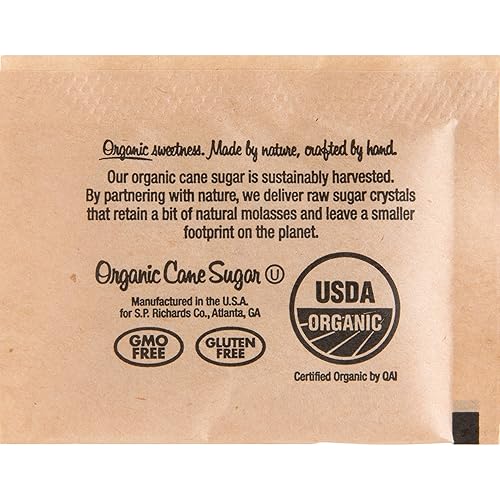 Organic sweetness. Made by nature, crafted by hand.
Our organic cane sugar is sustainably harvested.
By partnering with nature, we deliver raw sugar crystals
that retain a bit of natural molasses and leave a smaller
footprint on the planet.
Organic Cane Sugar U
Manufactured in the U.S.A.
for S.P. Richards Co., Atlanta, GA
GMO
FREE
GLUTEN
FREE
USDA
ORGANIC
Certified Organic by QAI